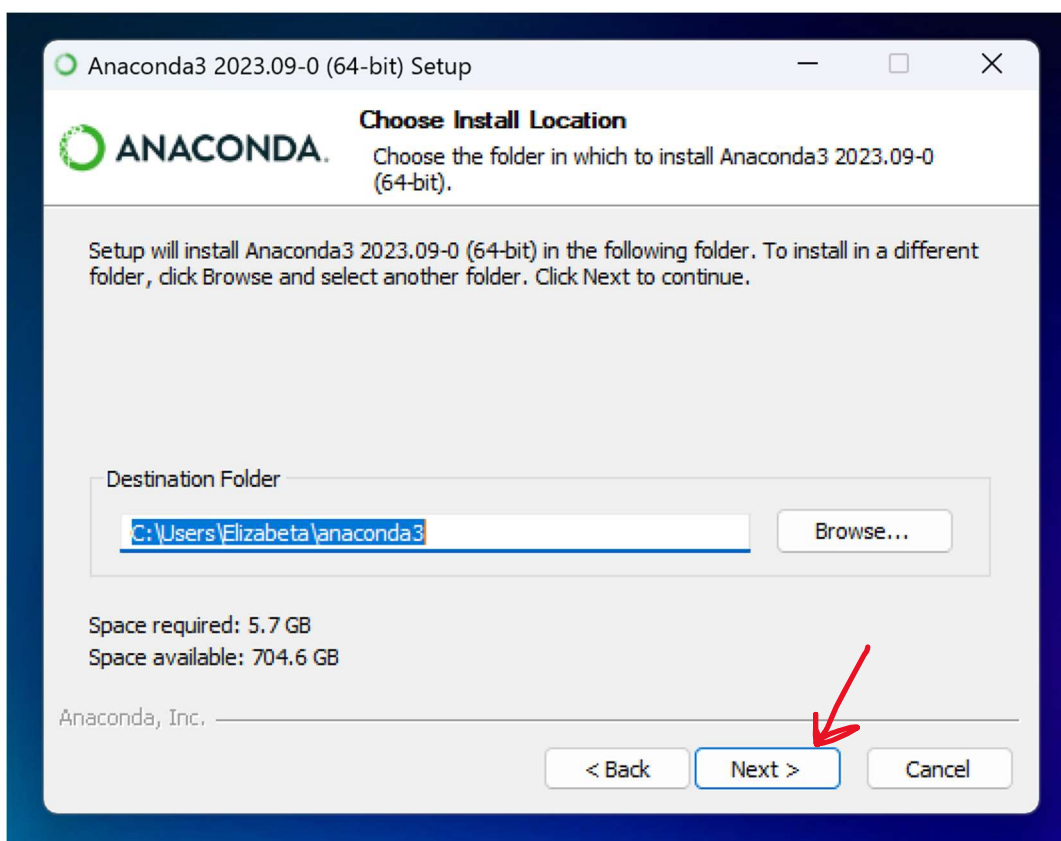 Anaconda3 2023.09-0 (64-bit) Setup
ANACONDA.
Choose Install Location
Choose the folder in which to install Anaconda3 2023.09-0
(64-bit).
Setup will install Anaconda3 2023.09-0 (64-bit) in the following folder. To install in a different
folder, click Browse and select another folder. Click Next to continue.
Destination Folder
C:\Users\Elizabeta\anaconda3
Browse...
Space required: 5.7 GB
Space available: 704.6 GB
Anaconda, Inc.
< Back Next > Cancel